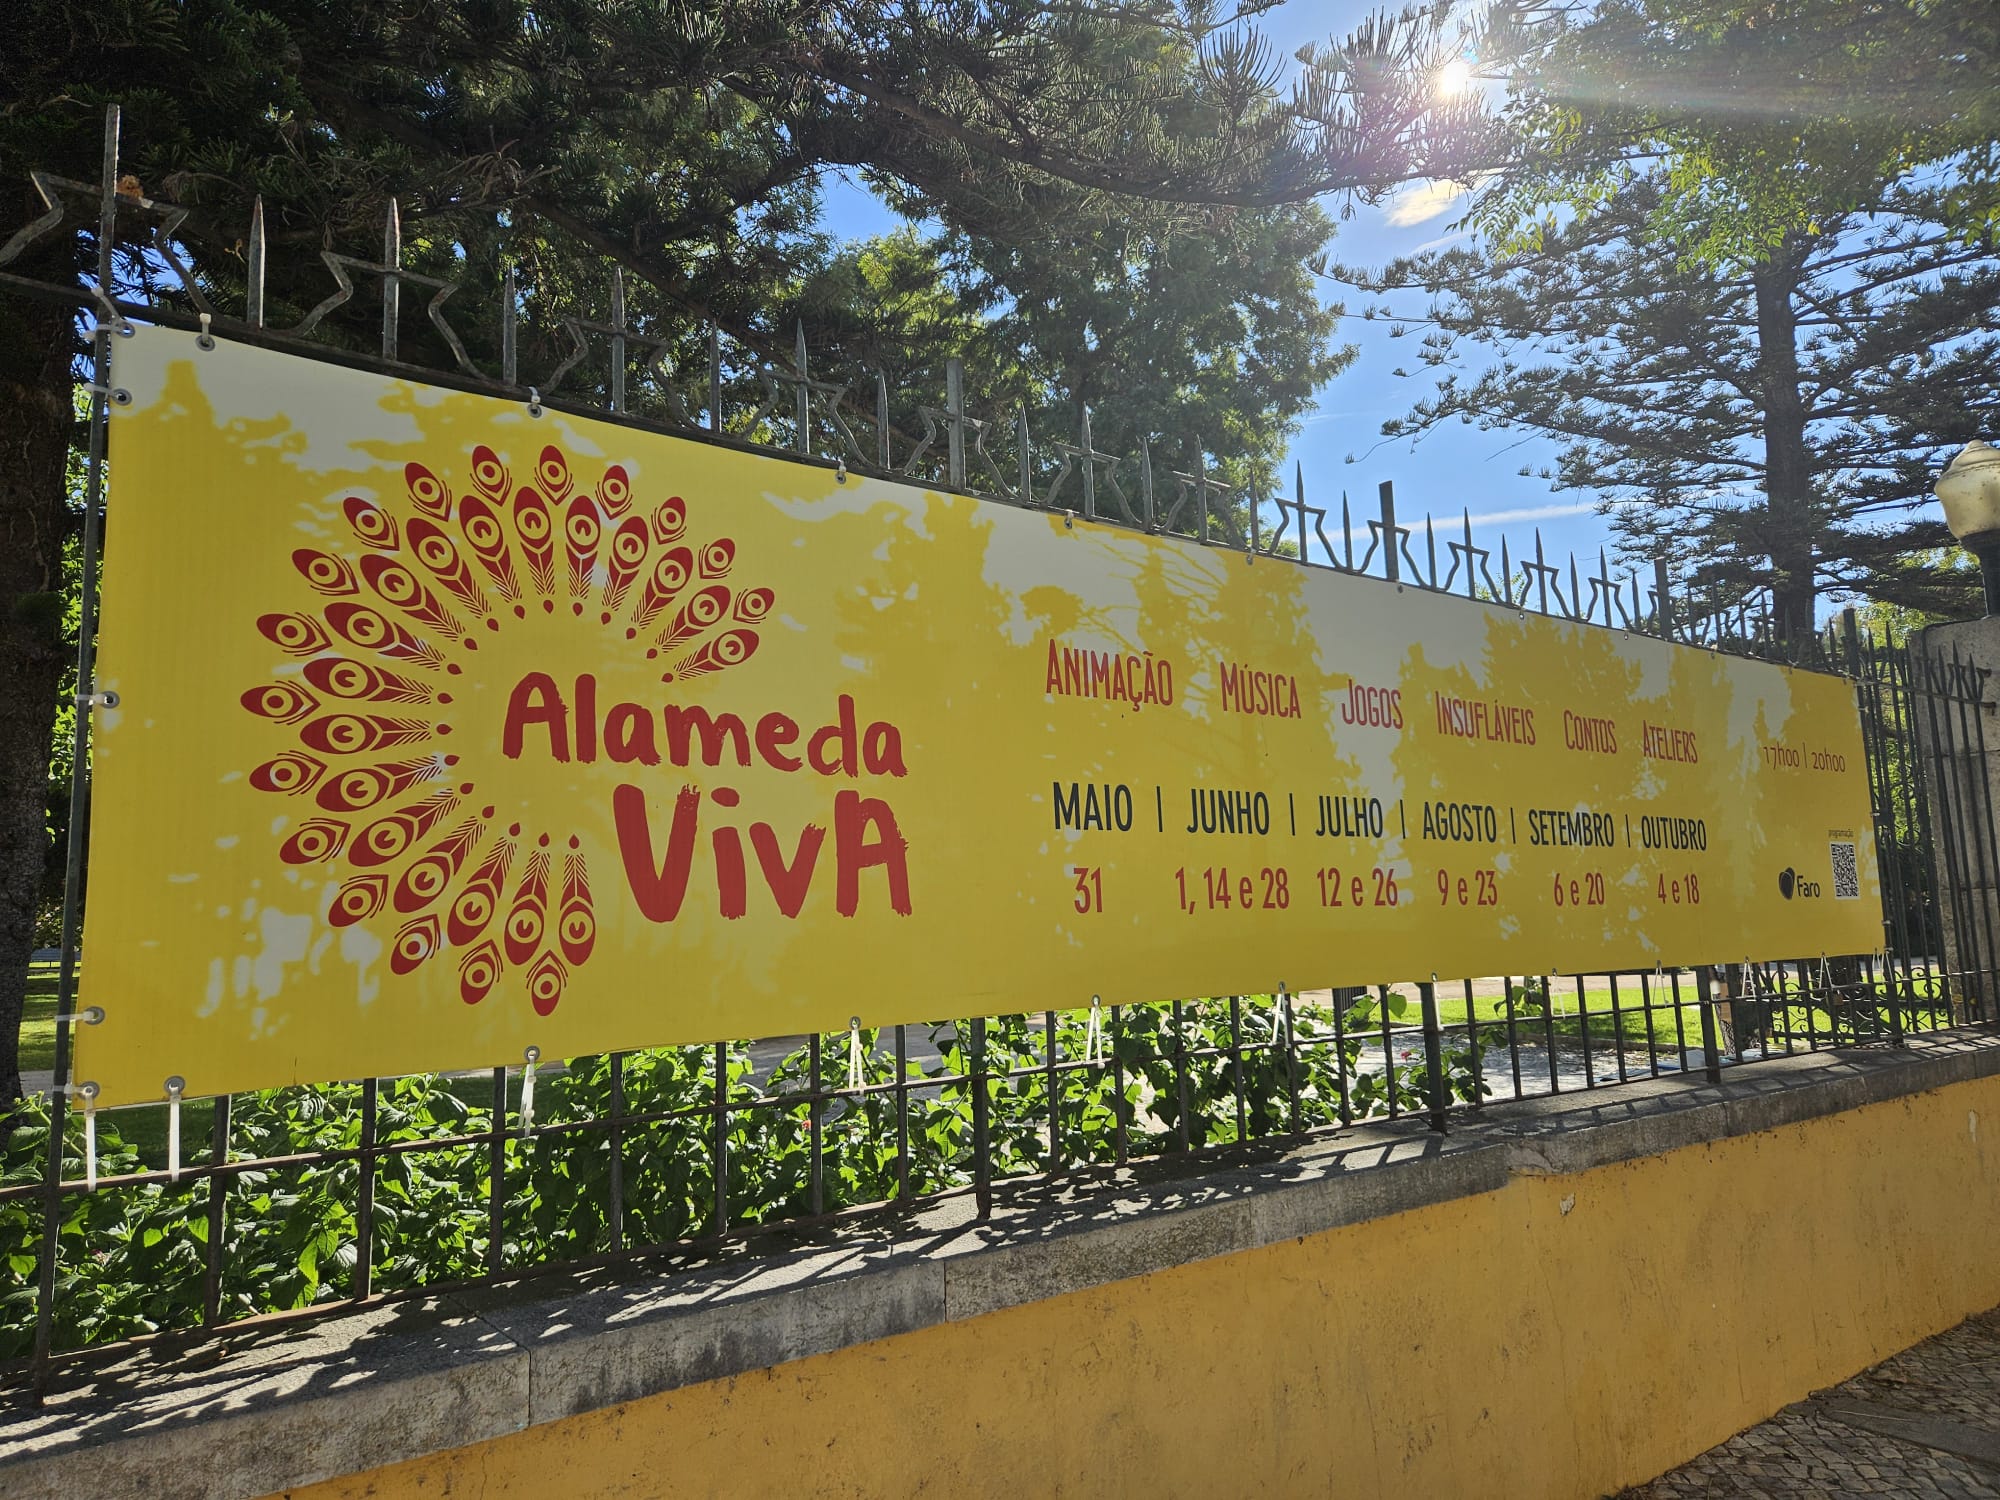 Alameda
VivA
ANIMAÇÃO MÚSICA JOGOS INSUFLÁVEIS CONTOS ATELIERS
17h00 | 20h00
MAIO | JUNHO | JULHO | AGOSTO | SETEMBRO | OUTUBRO
31 1, 14 e 28 12 e 26 9 e 23 6 e 20 4 e 18
programação
Faro